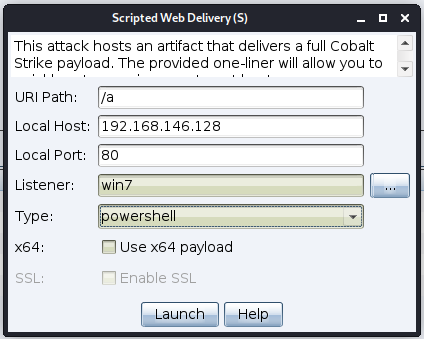 Scripted Web Delivery (S)
This attack hosts an artifact that delivers a full Cobalt
Strike payload. The provided one-liner will allow you to
URI Path: /a
Local Host: 192.168.146.128
Local Port: 80
Listener: win7 ...
Type: powershell
x64: Use x64 payload
SSL: Enable SSL
Launch Help